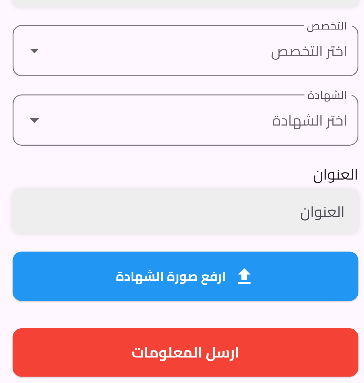 التخصص
اختر التخصص
الشهادة
اختر الشهادة
العنوان
العنوان
ارفع صورة الشهادة
ارسل المعلومات